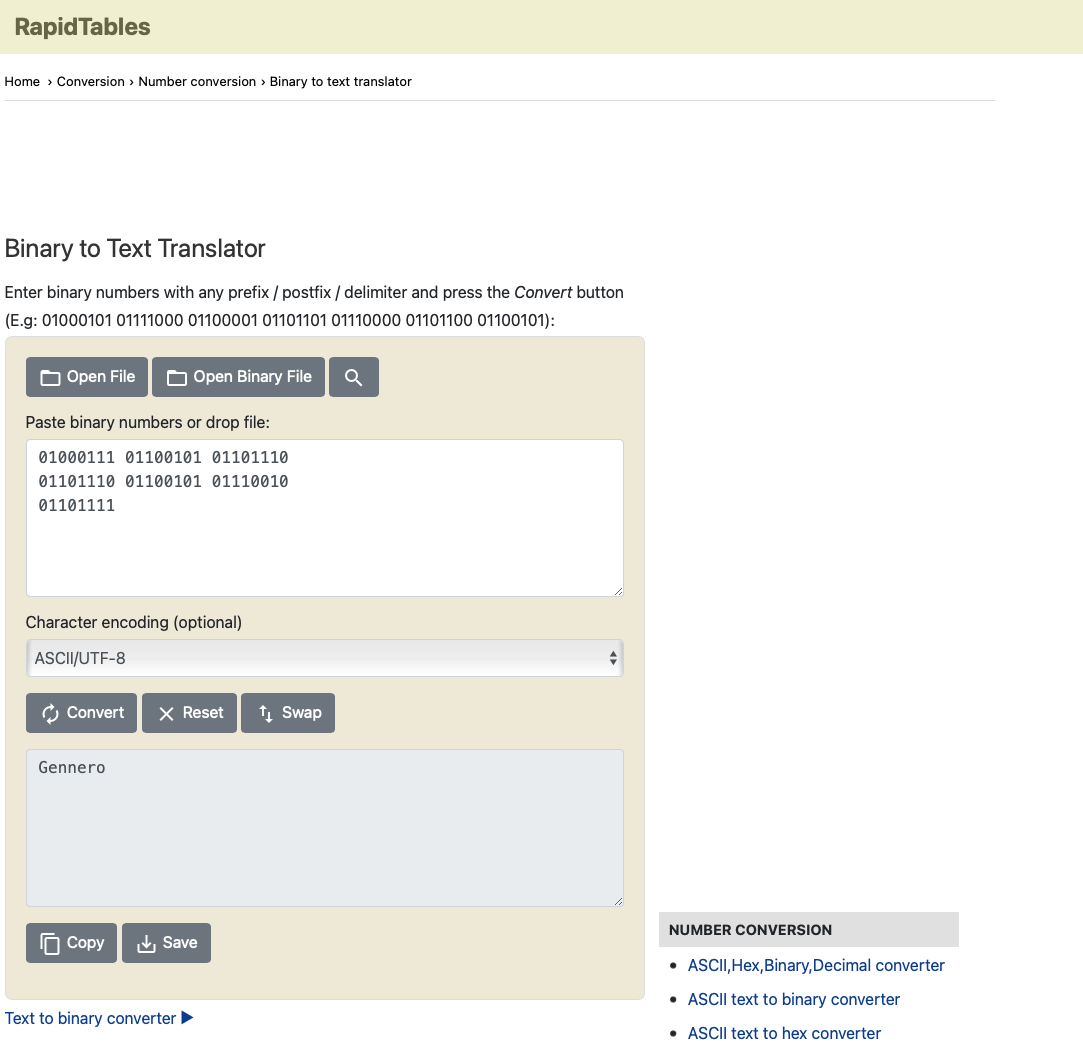 RapidTables
Home › Conversion › Number conversion › Binary to text translator
Binary to Text Translator
Enter binary numbers with any prefix / postfix / delimiter and press the Convert button
(E.g: 01000101 01111000 01100001 01101101 01110000 01101100 01100101):
Open File Open Binary File
Paste binary numbers or drop file:
01000111 01100101 01101110
01101110 01100101 01110010
01101111
Character encoding (optional)
ASCII/UTF-8
Convert Reset Swap
Gennero
Copy Save
Text to binary converter ►
NUMBER CONVERSION
ASCII,Hex,Binary,Decimal converter
ASCII text to binary converter
ASCII text to hex converter